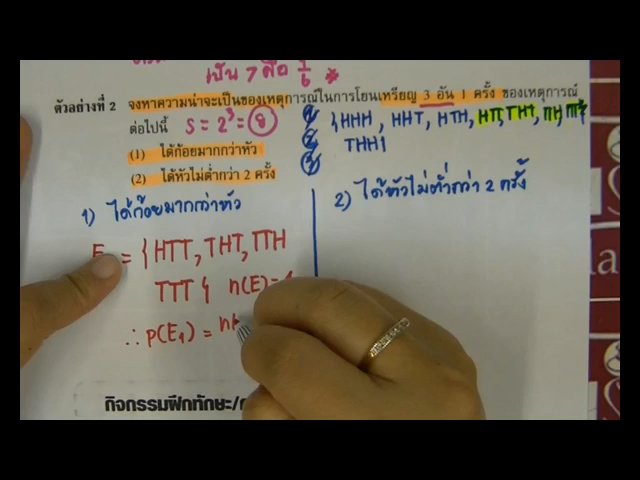 เป็น 7 คือ 1/6 *
ตัวอย่างที่ 2 จงหาความน่าจะเป็นของเหตุการณ์ในการโยนเหรียญ 3 อัน 1 ครั้ง ของเหตุการณ์
ต่อไปนี้ S = 2³ = 8
{HHH, HHT, HTH, HTT, THT, TTH, TTT
THH}
(1) ได้ก้อยมากกว่าหัว
(2) ได้หัวไม่ต่ำกว่า 2 ครั้ง
1) ได้ก้อยมากกว่าหัว
E = {HTT, THT, TTH
TTT} n(E) =
∴ P(E₁) = n
2) ได้หัวไม่ต่ำกว่า 2 ครั้ง
กิจกรรมฝึกทักษะ/